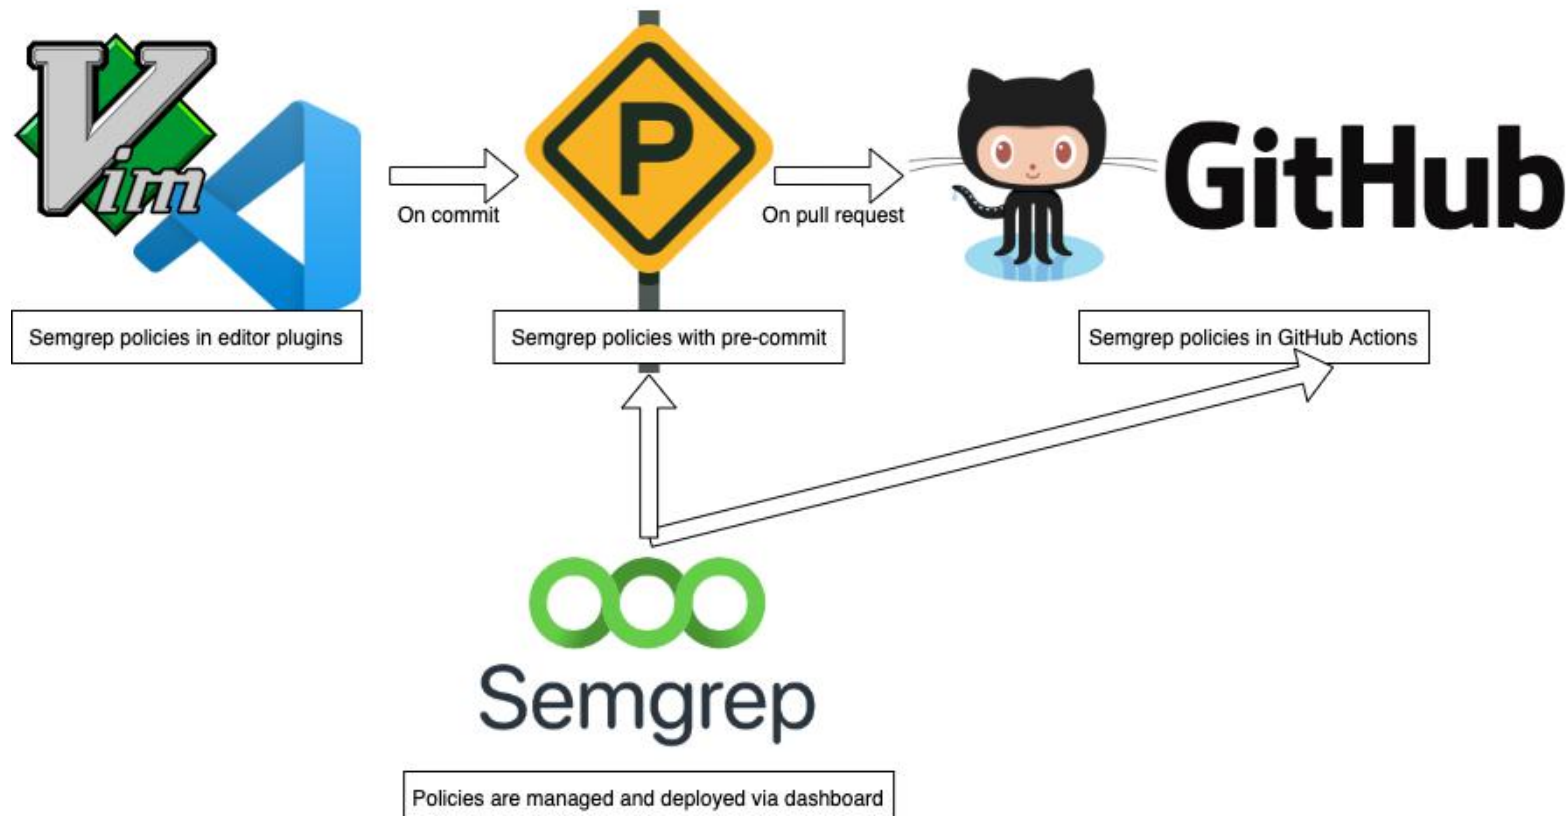 Vim
P
GitHub
On commit
On pull request
Semgrep policies in editor plugins
Semgrep policies with pre-commit
Semgrep policies in GitHub Actions
Semgrep
Policies are managed and deployed via dashboard